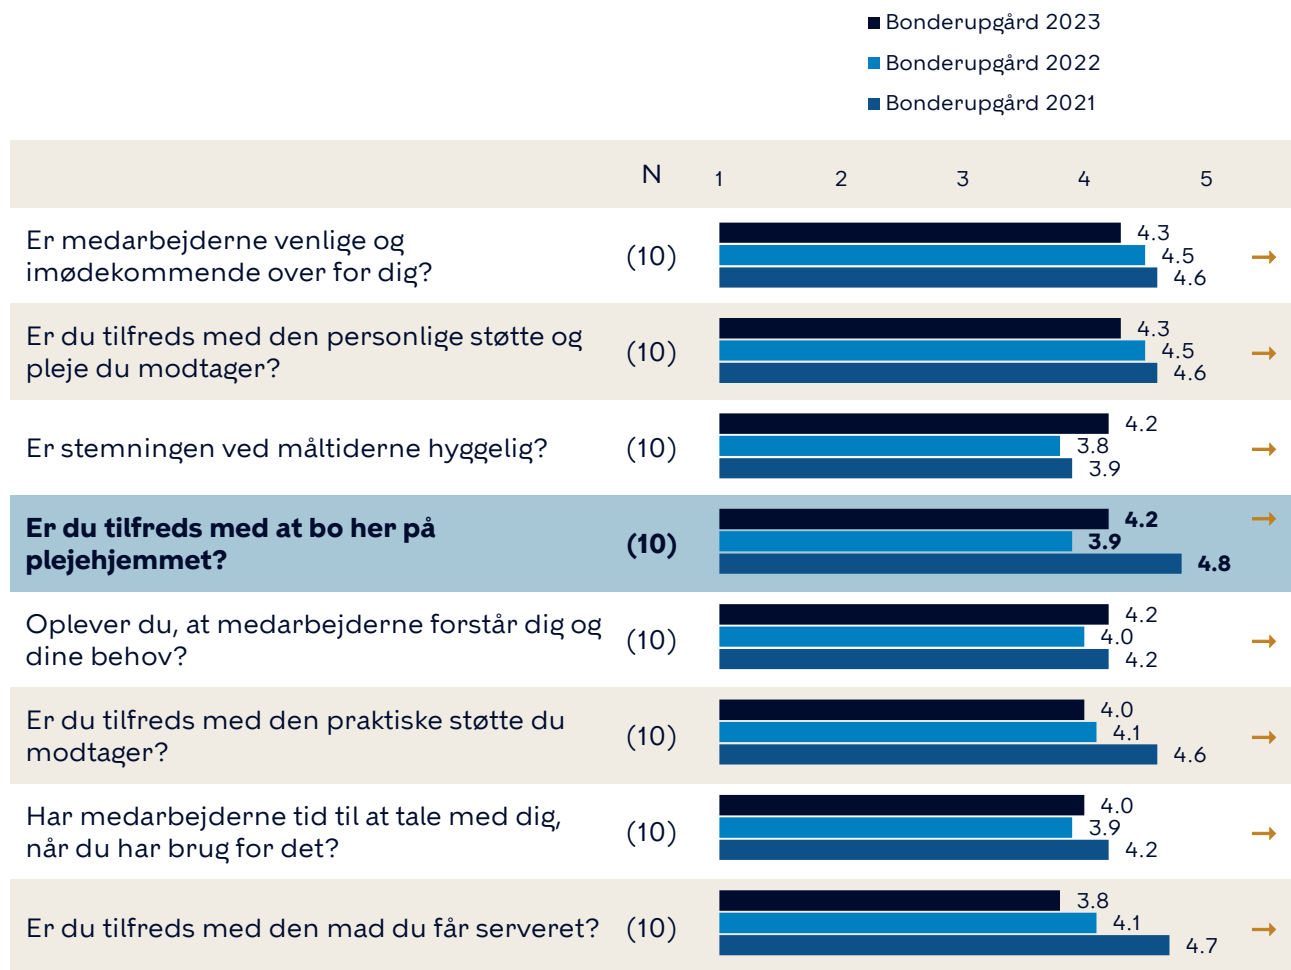 Bonderupgård 2023
Bonderupgård 2022
Bonderupgård 2021
N 1 2 3 4 5
Er medarbejderne venlige og
imødekommende over for dig?
(10)
4.3
4.5
4.6
Er du tilfreds med den personlige støtte og
pleje du modtager?
(10)
4.3
4.5
4.6
Er stemningen ved måltiderne hyggelig?
(10)
4.2
3.8
3.9
Er du tilfreds med at bo her på
plejehjemmet?
(10)
4.2
3.9
4.8
Oplever du, at medarbejderne forstår dig og
dine behov?
(10)
4.2
4.0
4.2
Er du tilfreds med den praktiske støtte du
modtager?
(10)
4.0
4.1
4.6
Har medarbejderne tid til at tale med dig,
når du har brug for det?
(10)
4.0
3.9
4.2
Er du tilfreds med den mad du får serveret?
(10)
3.8
4.1
4.7